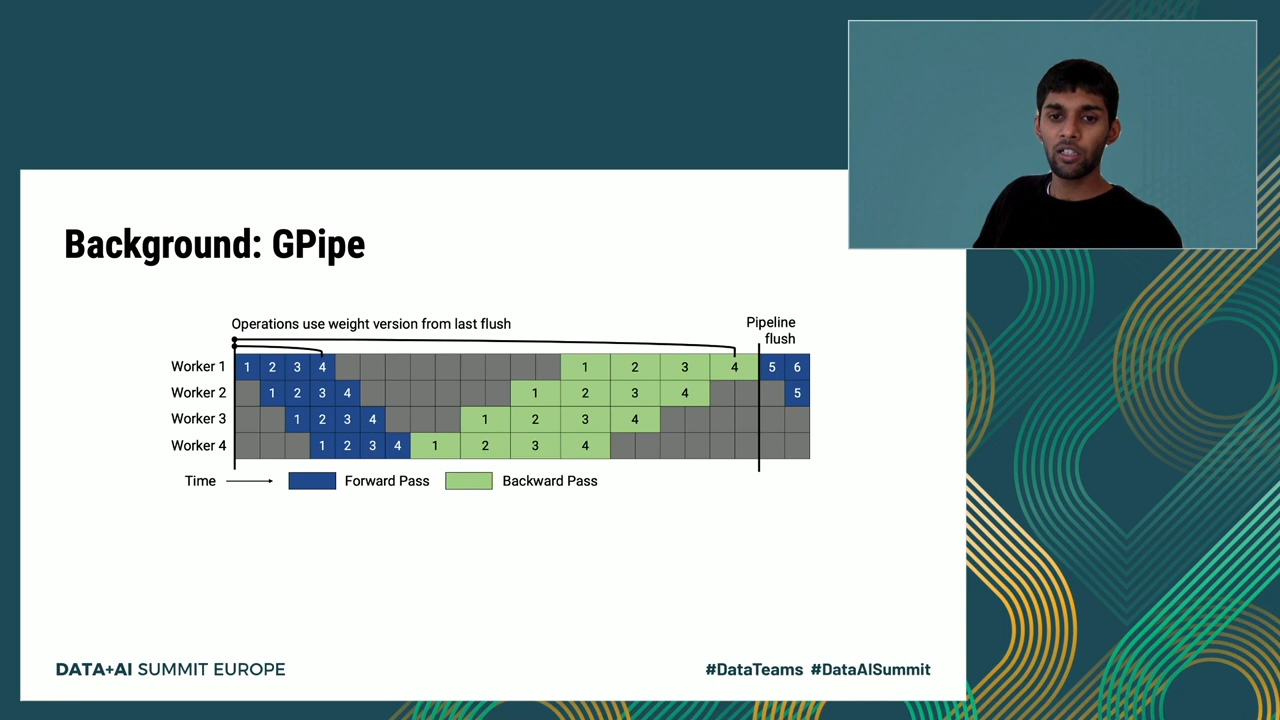 Background: GPipe
Operations use weight version from last flush
Pipeline
flush
Worker 1 1 2 3 4 1 2 3 4 5 6
Worker 2 1 2 3 4 1 2 3 4 5
Worker 3 1 2 3 4 1 2 3 4
Worker 4 1 2 3 4 1 2 3 4
Time Forward Pass Backward Pass
DATA+AI SUMMIT EUROPE
#DataTeams #DataAISummit